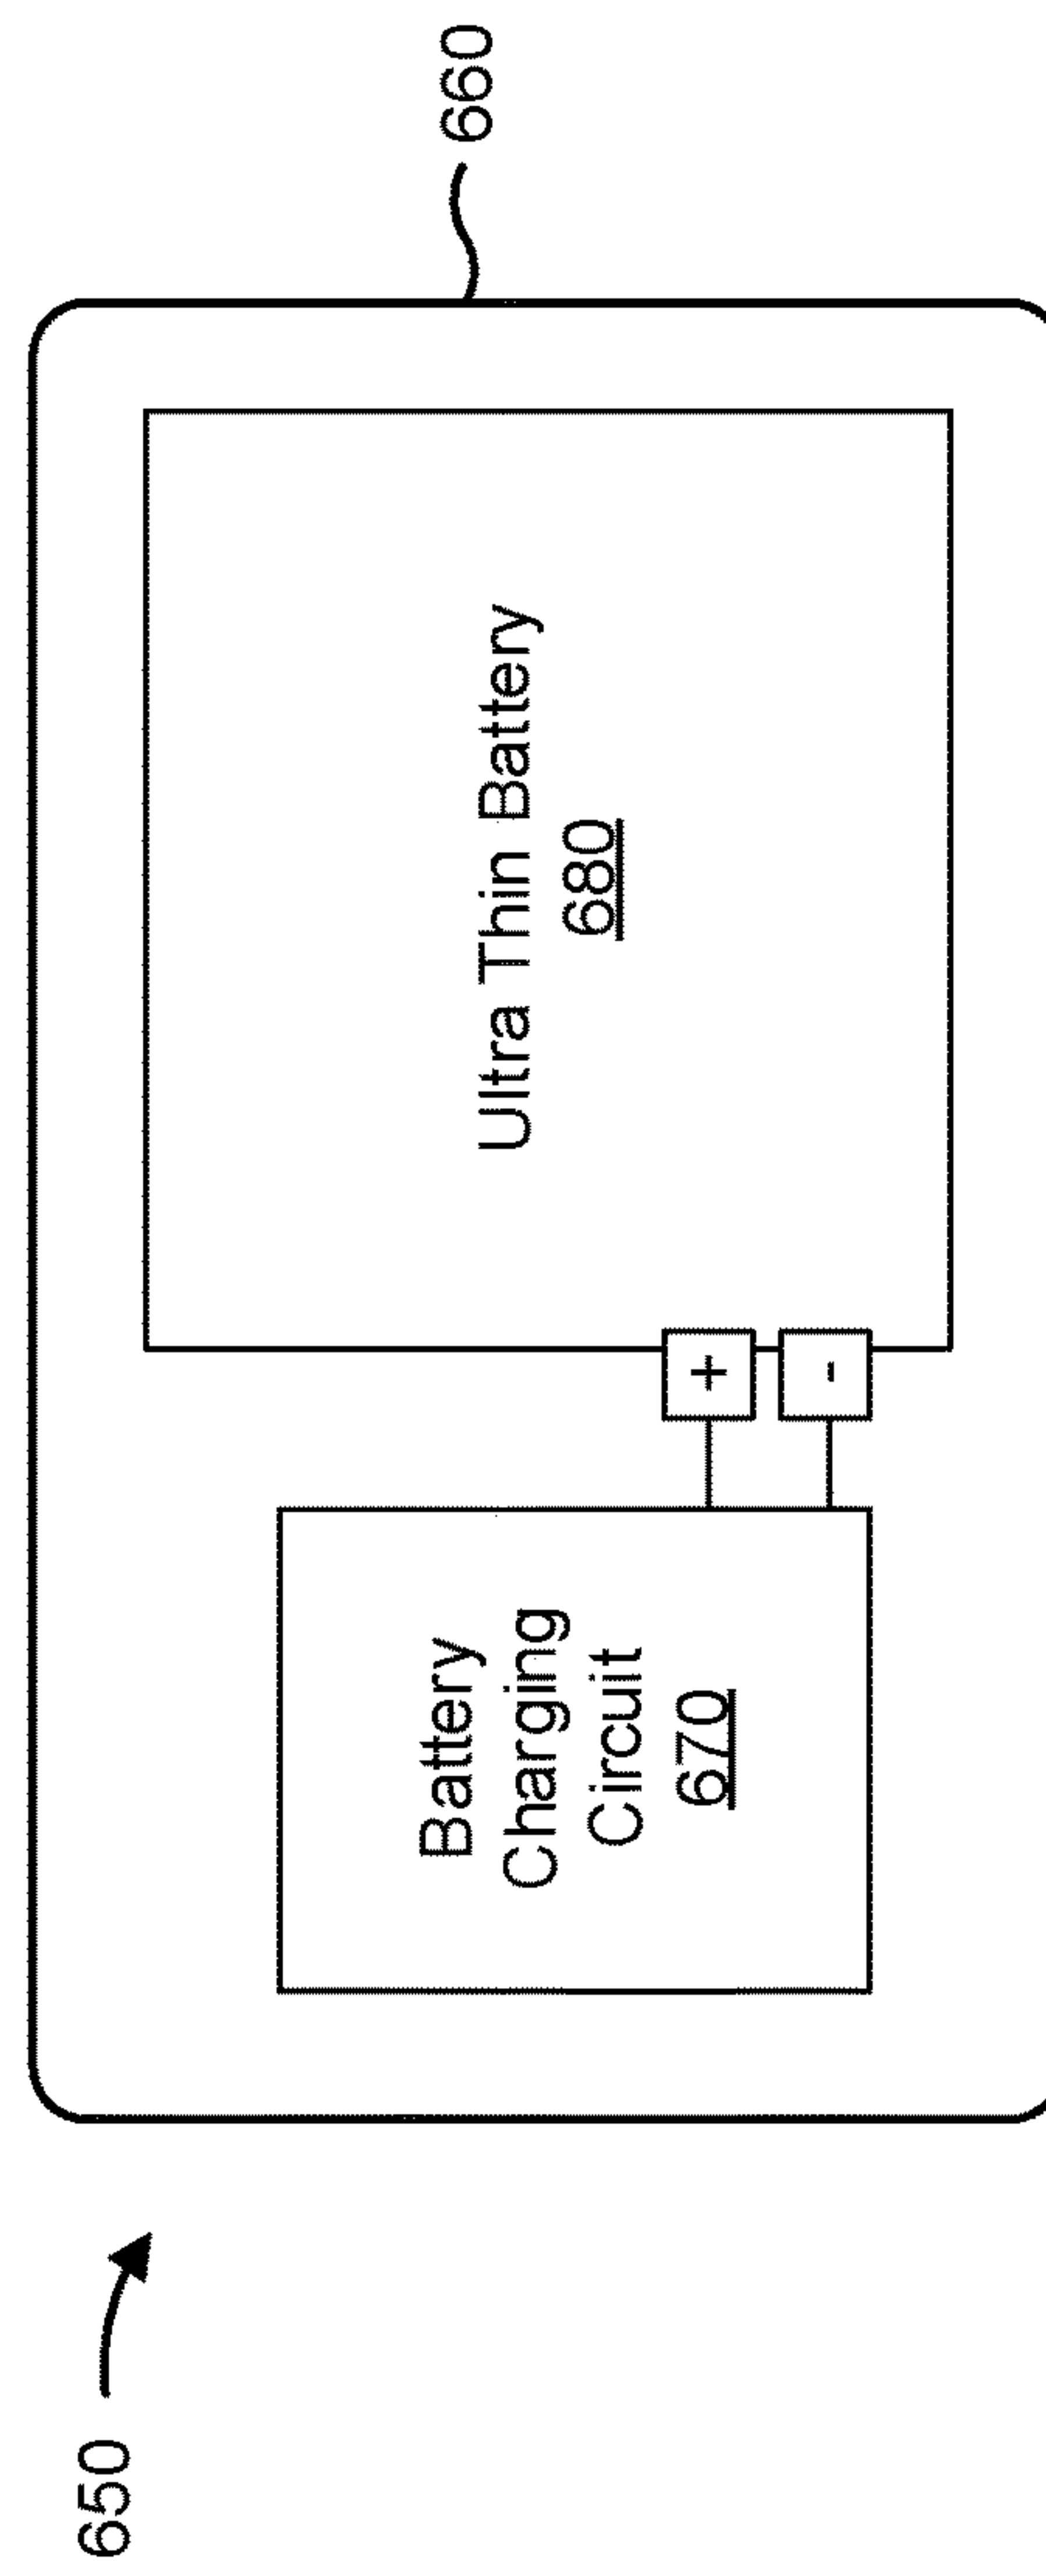 650
660
Battery
Charging
Circuit
670
+
-
Ultra Thin Battery
680